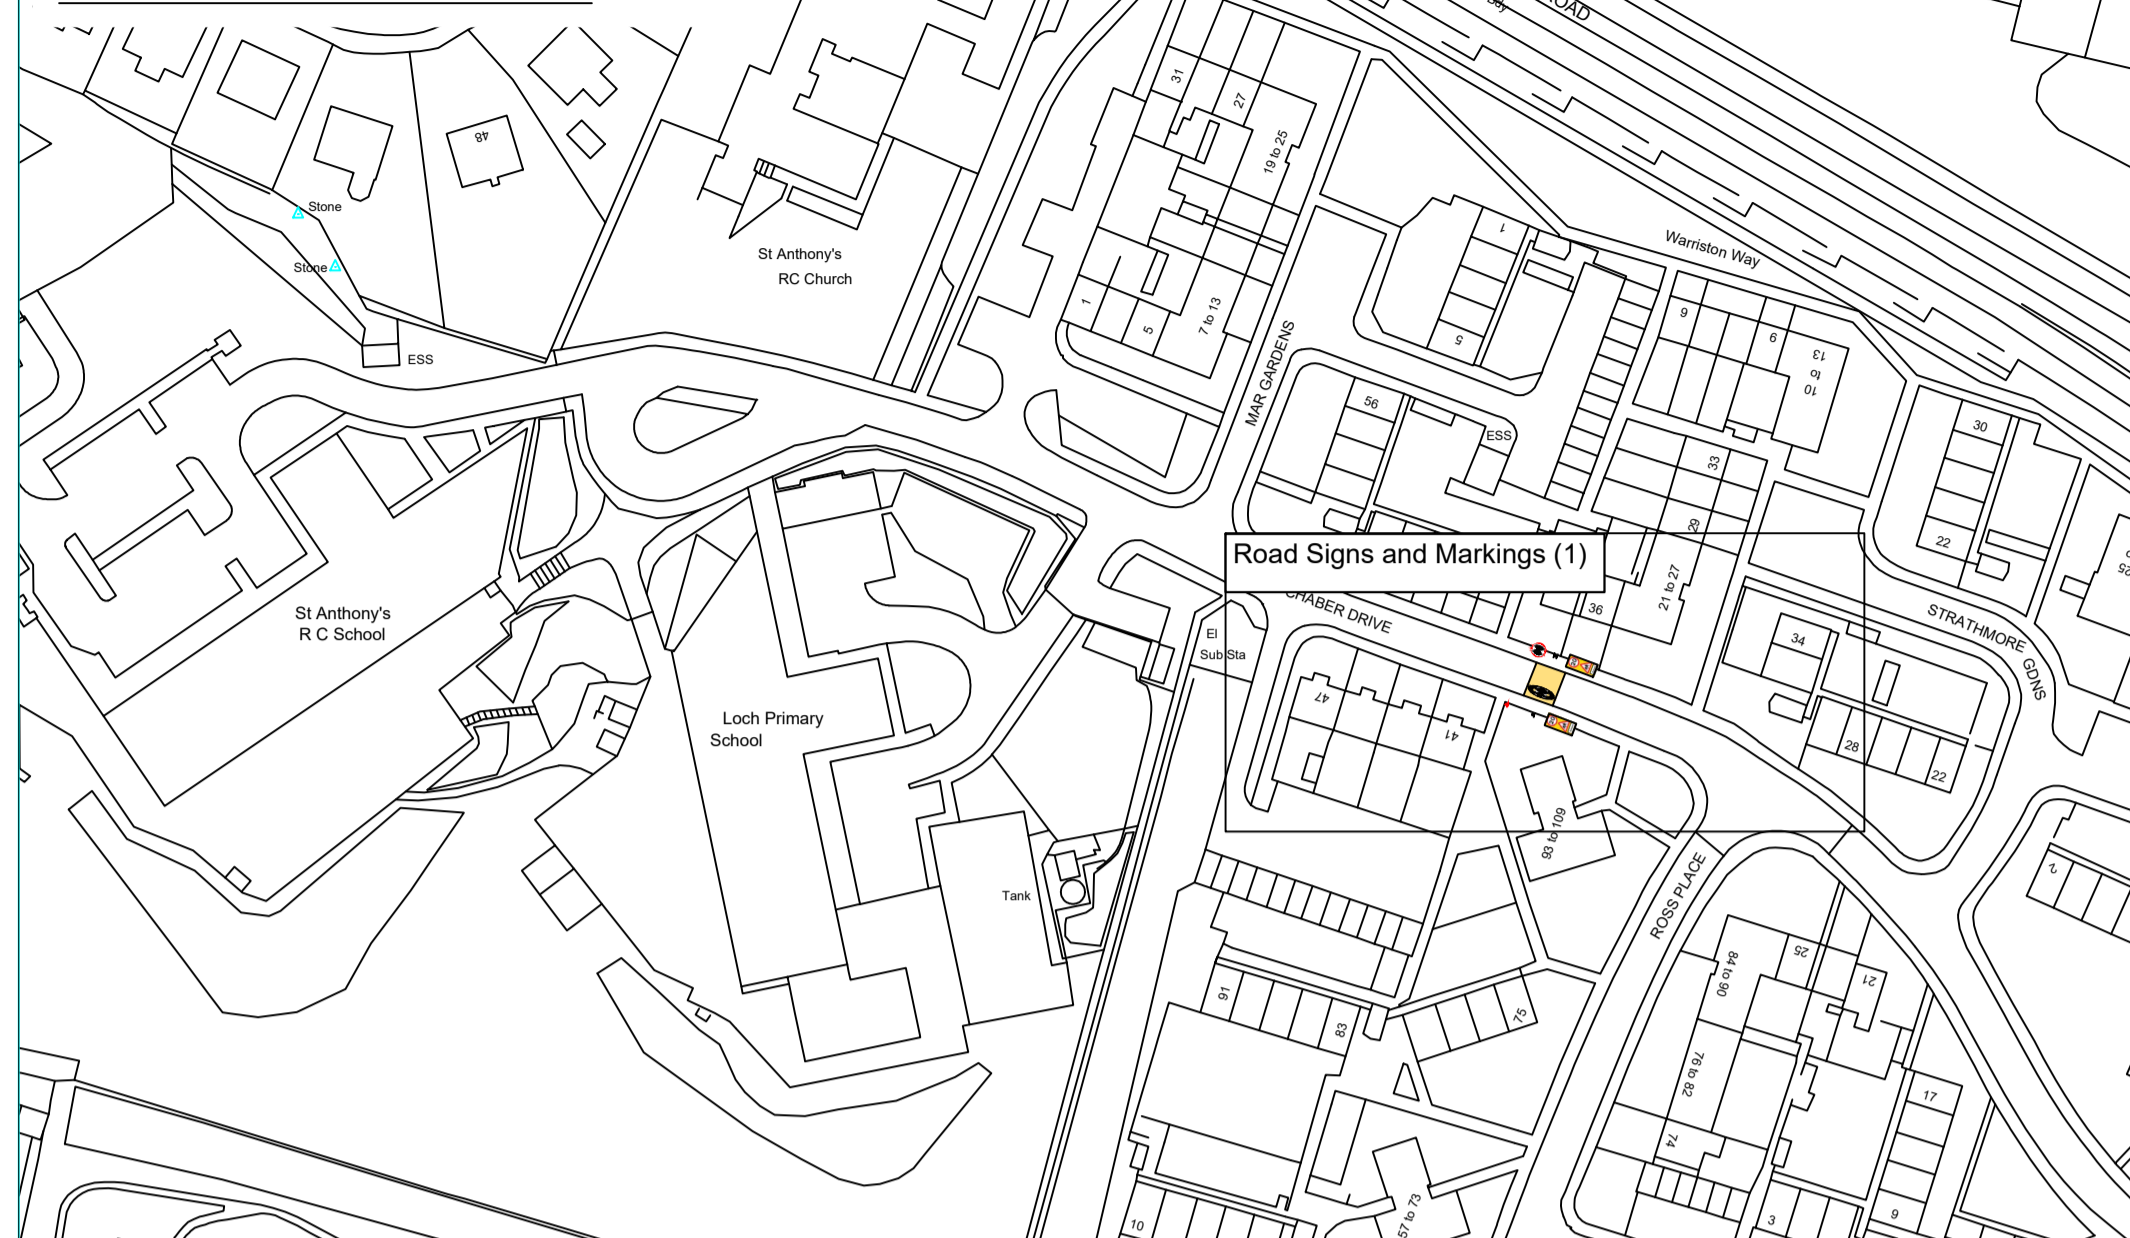 ROAD
31
27
19 to 25
48
Stone
Stone
St Anthony's
RC Church
1
Warriston Way
1
5
7 to 13
MAR GARDENS
5
9
6
13
to
10
ESS
56
ESS
30
33
29
22
Road Signs and Markings (1)
21 to 27
36
CHABER DRIVE
STRATHMORE GDNS
St Anthony's
R C School
El
Sub Sta
34
47
41
28
22
Loch Primary
School
93 to 109
ROSS PLACE
2
Tank
25
21
84 to 90
91
83
75
76 to 82
17
74
57 to 73
10
3
9